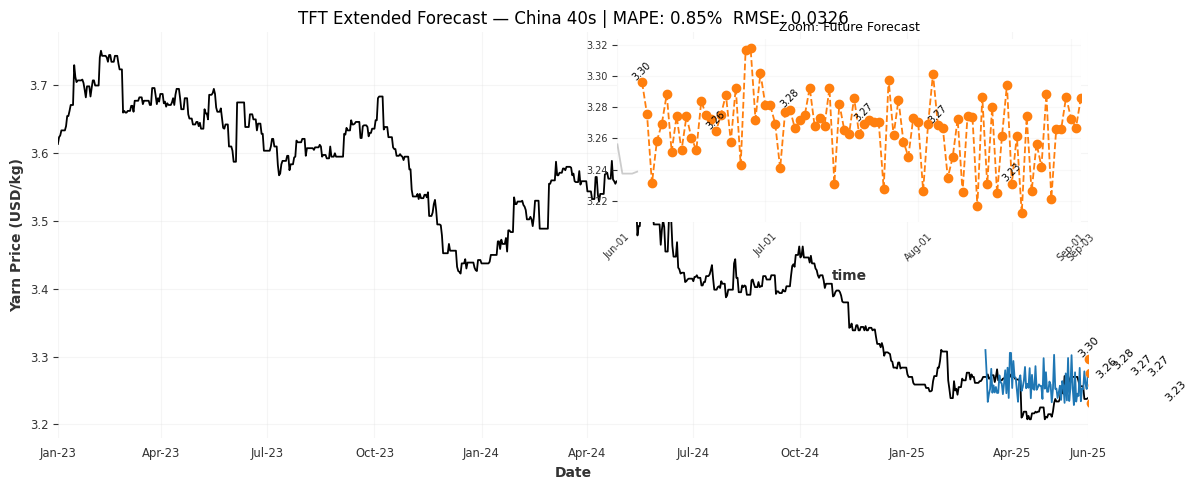 TFT Extended Forecast — China 40s | MAPE: 0.85%  RMSE: 0.0326
Zoom: Future Forecast
3.32
3.30
3.28
3.26
3.24
3.22
3.30
3.26
3.28
3.27
3.27
3.23
Jun-01
Jul-01
Aug-01
Sep-01
Sep-03
time
Yarn Price (USD/kg)
3.7
3.6
3.5
3.4
3.3
3.2
3.30
3.26
3.28
3.27
3.27
3.23
Jan-23
Apr-23
Jul-23
Oct-23
Jan-24
Apr-24
Jul-24
Oct-24
Jan-25
Apr-25
Jun-25
Date